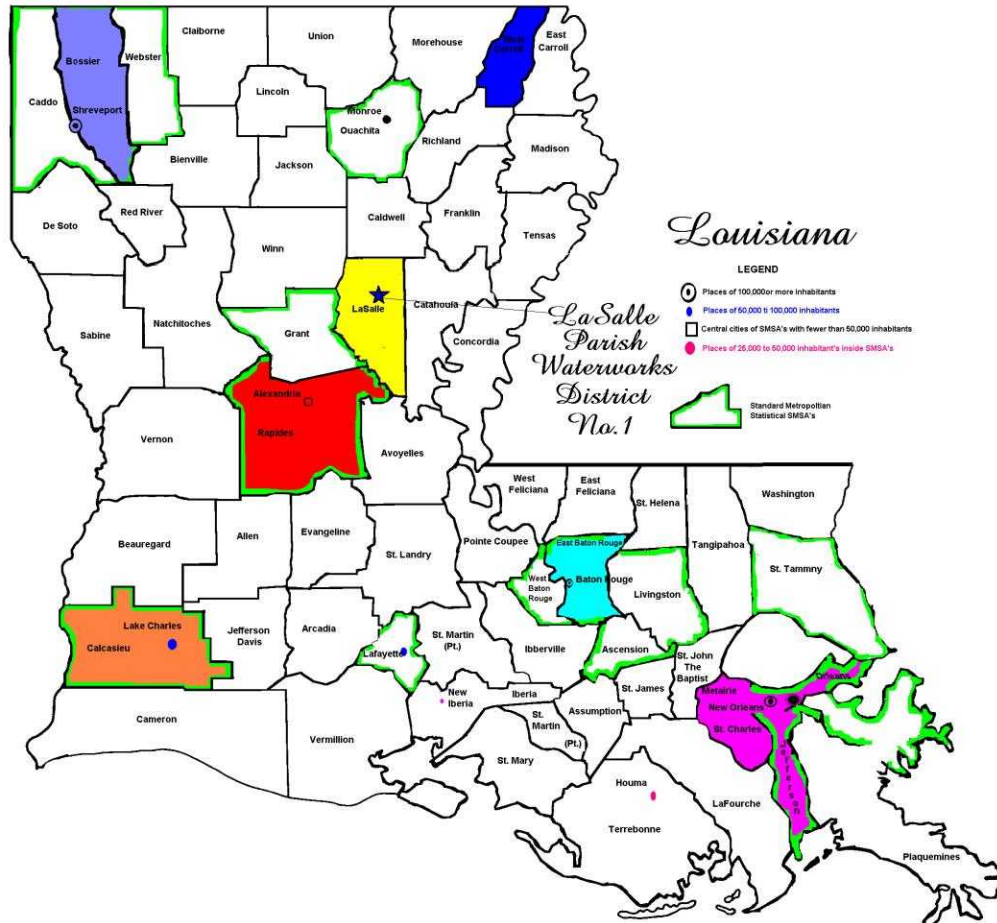 Claiborne
Union
Morehouse
West
Carroll
East
Carroll
Bossier
Webster
Lincoln
Caddo
Shreveport
Monroe
Ouachita
Richland
Madison
Bienville
Jackson
Red River
De Soto
Caldwell
Franklin
Tensas
Winn
Louisiana
LEGEND
Places of 100,000or more inhabitants
Places of 50,000 ti 100,000 inhabitants
Central cities of SMSA's with fewer than 50,000 inhabitants
Places of 25,000 to 50,000 inhabitant's inside SMSA's
Standard Metropoltian
Statistical SMSA's
LaSalle
Catahoula
LaSalle
Parish
Waterworks
District
No.1
Natchitoches
Sabine
Grant
Concordia
Alexandria
Rapides
Vernon
Avoyelles
West
Feliciana
East
Feliciana
St. Helena
Washington
Beauregard
Allen
Evangeline
St. Landry
Pointe Coupee
East Baton Rouge
Tangipahoa
St. Tammny
West
Baton
Rouge
Baton Rouge
Livingston
Lake Charles
Calcasieu
Jefferson
Davis
Arcadia
Lafayette
St. Martin
(Pt.)
Ibberville
Ascension
St. John
The
Baptist
Orleans
Metairie
New Orleans
St. Charles
Jefferson
St. James
Cameron
Vermillion
New
Iberia
Iberia
St.
Martin
(Pt.)
Assumption
St. Mary
Houma
Terrebonne
LaFourche
Plaquemines